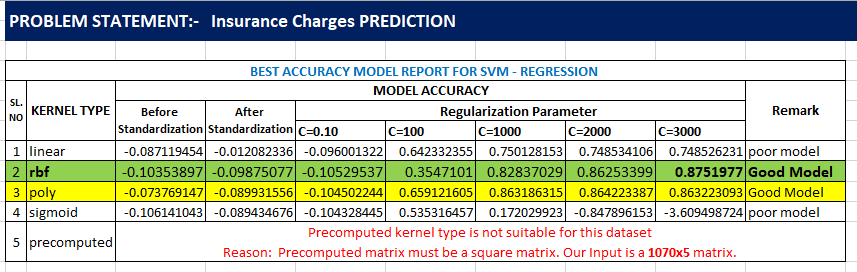 PROBLEM STATEMENT:- Insurance Charges PREDICTION
BEST ACCURACY MODEL REPORT FOR SVM - REGRESSION
SL. NO KERNEL TYPE MODEL ACCURACY Remark
Before Standardization After Standardization Regularization Parameter
C=0.10 C=100 C=1000 C=2000 C=3000
1 linear -0.087119454 -0.012082336 -0.096001322 0.642332355 0.750128153 0.748534106 0.748526231 poor model
2 rbf -0.10353897 -0.09875077 -0.10529537 0.3547101 0.82837029 0.86253399 0.8751977 Good Model
3 poly -0.073769147 -0.089931556 -0.104502244 0.659121605 0.863186315 0.864223387 0.863223093 Good Model
4 sigmoid -0.106141043 -0.089434676 -0.104328445 0.535316457 0.172029923 -0.847896153 -3.609498724 poor model
5 precomputed Precomputed kernel type is not suitable for this dataset
Reason: Precomputed matrix must be a square matrix. Our Input is a 1070x5 matrix.